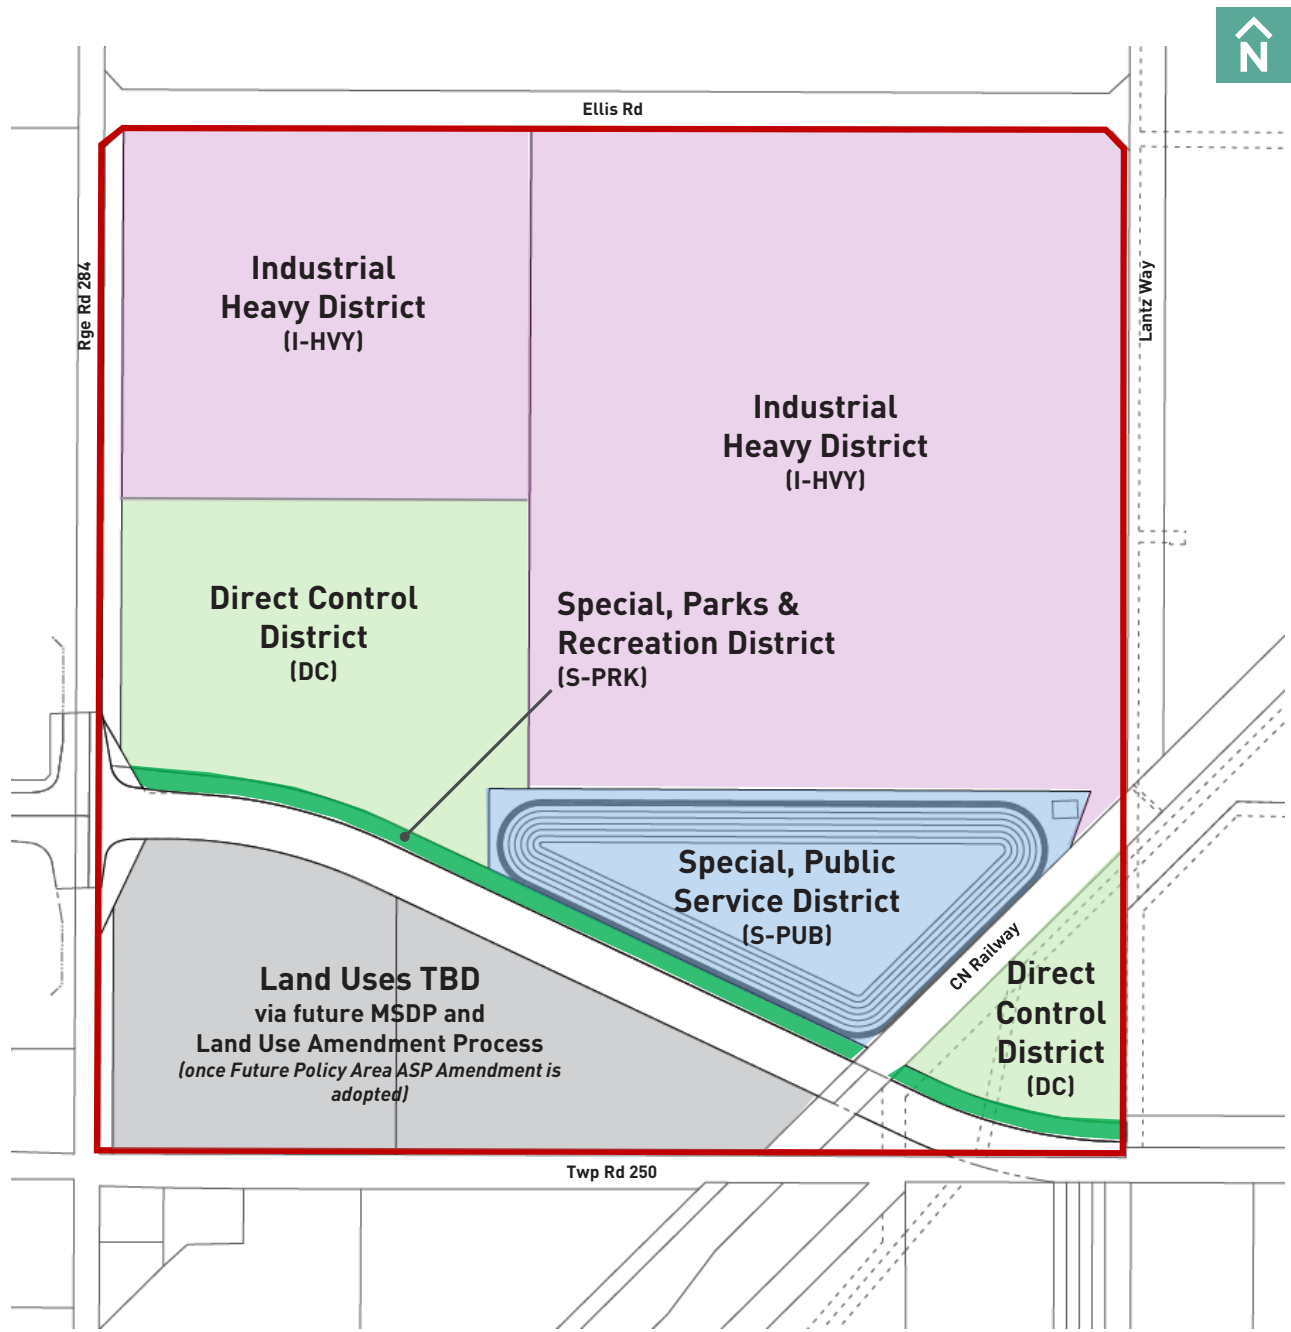 N
Ellis Rd
Rge Rd 284
Lantz Way
Industrial
Heavy District
(I-HVY)
Industrial
Heavy District
(I-HVY)
Direct Control
District
(DC)
Special, Parks &
Recreation District
(S-PRK)
Special, Public
Service District
(S-PUB)
CN Railway
Direct
Control
District
(DC)
Land Uses TBD
via future MSDP and
Land Use Amendment Process
(once Future Policy Area ASP Amendment is
adopted)
Twp Rd 250